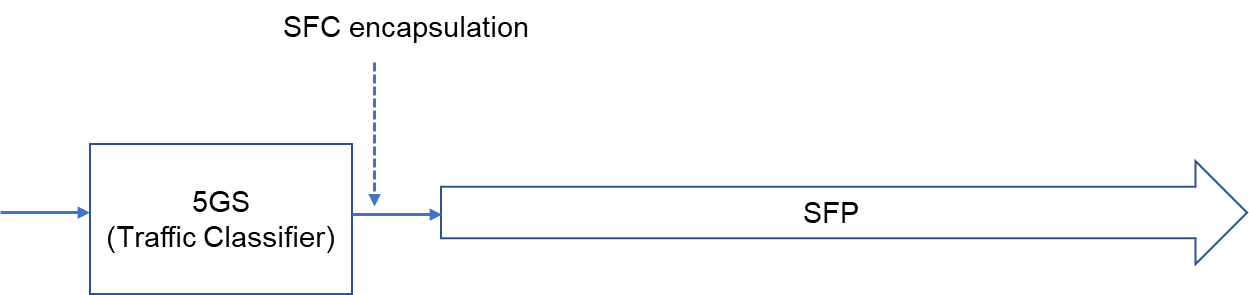 SFC encapsulation
5GS
(Traffic Classifier)
SFP